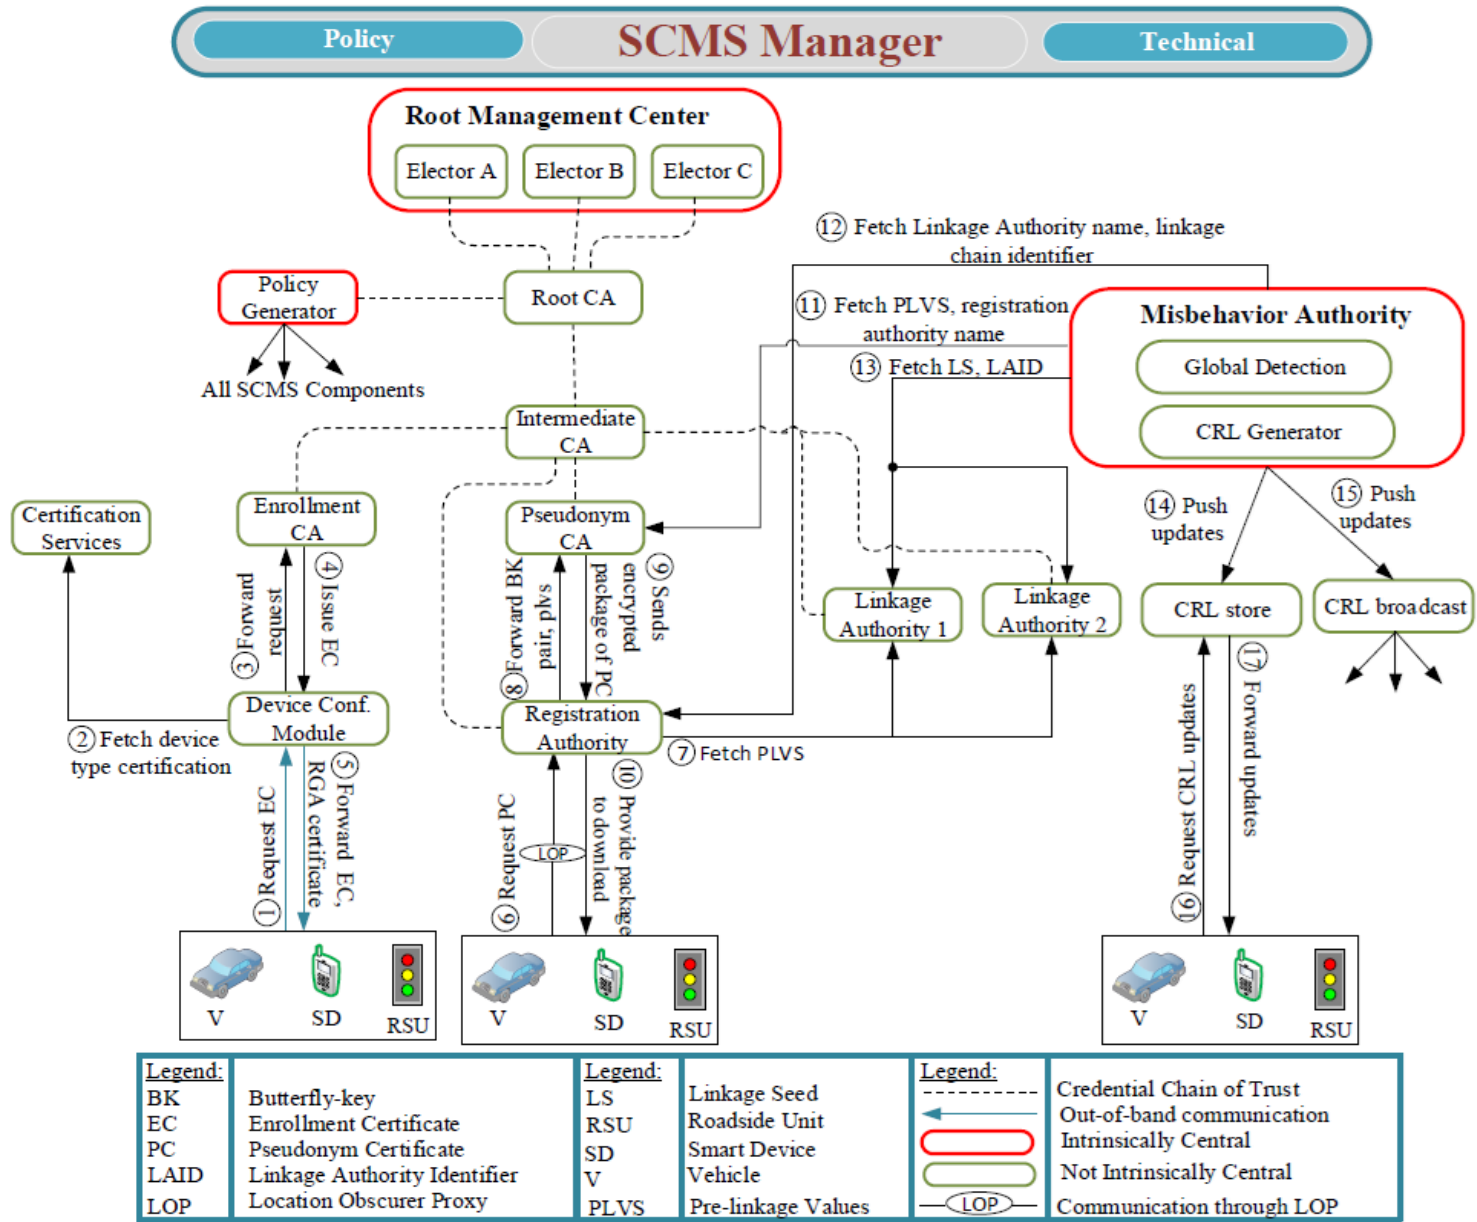 Policy
SCMS Manager
Technical
Root Management Center
Elector A
Elector B
Elector C
12 Fetch Linkage Authority name, linkage
chain identifier
Policy
Generator
Root CA
11 Fetch PLVS, registration
authority name
Misbehavior Authority
Global Detection
CRL Generator
13 Fetch LS, LAID
All SCMS Components
Intermediate
CA
Certification
Services
Enrollment
CA
Pseudonym
CA
14 Push
updates
15 Push
updates
3 Forward
request
4 Issue EC
8 Forward BK
pair, plvs
9 Sends
encrypted
package of PC
Linkage
Authority 1
Linkage
Authority 2
CRL store
CRL broadcast
Device Conf.
Module
Registration
Authority
2 Fetch device
type certification
7 Fetch PLVS
1 Request EC
5 Forward EC,
RGA certificate
6 Request PC
LOP
10 Provide package
to download
16 Request CRL updates
17 Forward updates
V
SD
RSU
V
SD
RSU
V
SD
RSU
Legend:
BK Butterfly-key
EC Enrollment Certificate
PC Pseudonym Certificate
LAID Linkage Authority Identifier
LOP Location Obscurer Proxy
Legend:
LS Linkage Seed
RSU Roadside Unit
SD Smart Device
V Vehicle
PLVS Pre-linkage Values
Legend:
Credential Chain of Trust
Out-of-band communication
Intrinsically Central
Not Intrinsically Central
LOP Communication through LOP